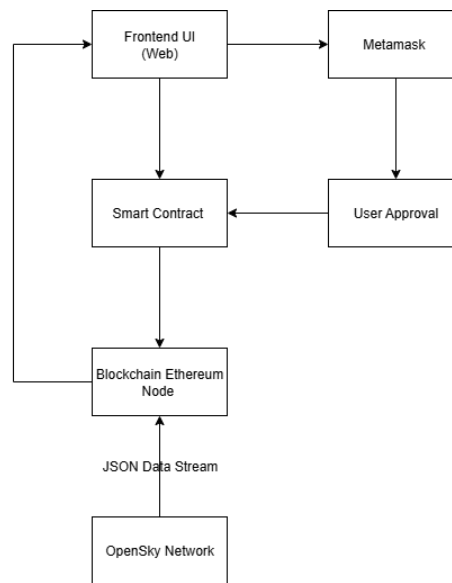 Frontend UI
(Web)
Metamask
Smart Contract
User Approval
Blockchain Ethereum
Node
JSON Data Stream
OpenSky Network